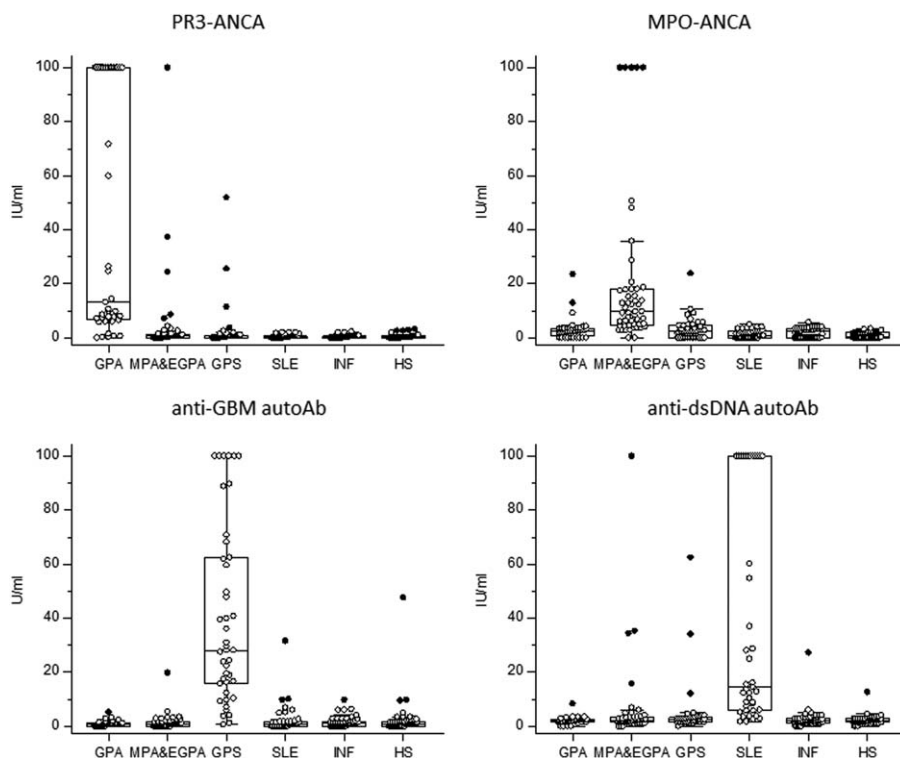 PR3-ANCA
MPO-ANCA
100
80
60
40
20
0
IU/ml
GPA MPA&EGPA GPS SLE INF HS
100
80
60
40
20
0
IU/ml
GPA MPA&EGPA GPS SLE INF HS
anti-GBM autoAb
anti-dsDNA autoAb
100
80
60
40
20
0
U/ml
GPA MPA&EGPA GPS SLE INF HS
100
80
60
40
20
0
IU/ml
GPA MPA&EGPA GPS SLE INF HS